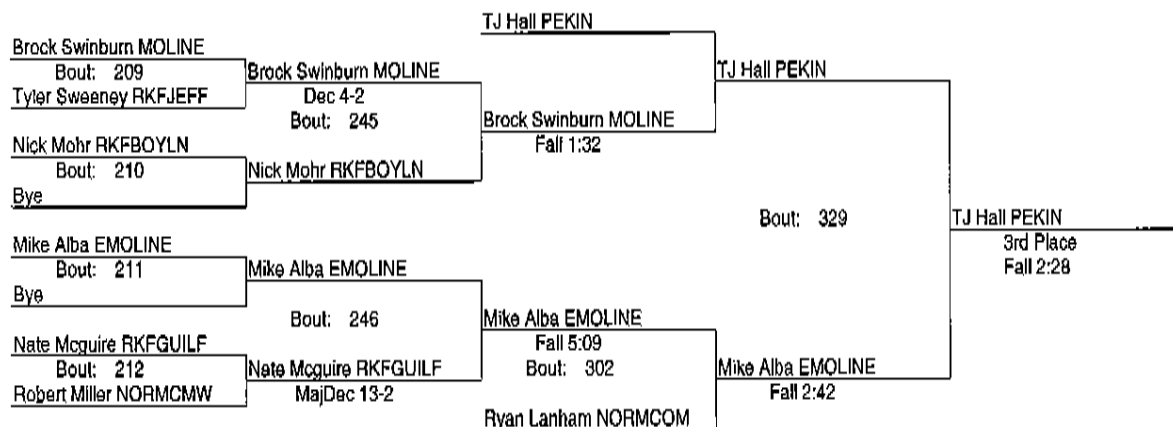 TJ Hall PEKIN
Brock Swinburn MOLINE
Bout: 209
Tyler Sweeney RKFJEFF
Brock Swinburn MOLINE
Dec 4-2
Bout: 245
TJ Hall PEKIN
Brock Swinburn MOLINE
Fall 1:32
Nick Mohr RKFBOYLN
Bout: 210
Bye
Nick Mohr RKFBOYLN
Bout: 329
TJ Hall PEKIN
3rd Place
Fall 2:28
Mike Alba EMOLINE
Bout: 211
Bye
Mike Alba EMOLINE
Bout: 246
Mike Alba EMOLINE
Fall 5:09
Bout: 302
Nate Mcguire RKFGUILF
Bout: 212
Robert Miller NORMCMW
Nate Mcguire RKFGUILF
MajDec 13-2
Mike Alba EMOLINE
Fall 2:42
Ryan Lanham NORMCOM